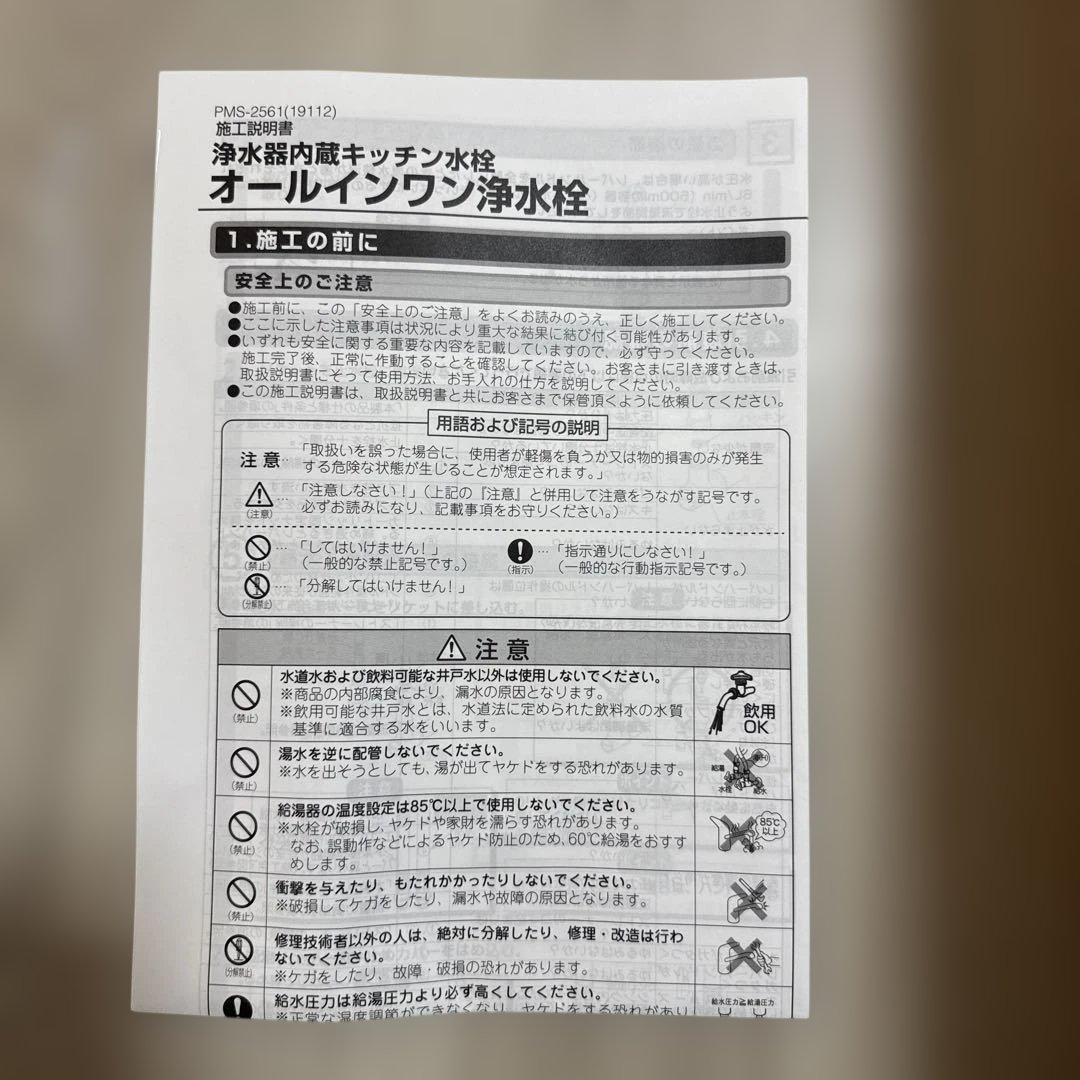 PMS-2561(19112)
施工説明書
浄水器内蔵キッチン水栓
オールインワン浄水栓
1.施工の前に
安全上のご注意
●施工前に、この「安全上のご注意」をよくお読みのうえ、正しく施工してください。
●ここに示した注意事項は状況により重大な結果に結び付く可能性があります。
●いずれも安全に関する重要な内容を記載していますので、必ず守ってください。
施工完了後、正常に作動することを確認してください。お客さまに引き渡すときは、
取扱説明書にそって使用方法、お手入れの仕方を説明してください。
●この施工説明書は、取扱説明書と共にお客さまで保管頂くように依頼してください。
用語および記号の説明
注意‥「取扱いを誤った場合に、使用者が軽傷を負うか又は物的損害のみが発生
する危険な状態が生じることが想定されます。」
(注意)…「注意しなさい!」(上記の『注意』と併用して注意をうながす記号です。
必ずお読みになり、記載事項をお守りください。)
(禁止)…「してはいけません!」
(一般的な禁止記号です。)
(指示)…「指示通りにしなさい!」
(一般的な行動指示記号です。)
(分解禁止)…「分解してはいけません!」
注意
(禁止)
水道水および飲料可能な井戸水以外は使用しないでください。
※商品の内部腐食により、漏水の原因となります。
※飲用可能な井戸水とは、水道法に定められた飲料水の水質
基準に適合する水をいいます。
飲用
OK
(禁止)
湯水を逆に配管しないでください。
※水を出そうとしても、湯が出てヤケドをする恐れがあります。
給湯
水栓
給水
(禁止)
給湯器の温度設定は85℃以上で使用しないでください。
※水栓が破損し、ヤケドや家財を濡らす恐れがあります。
なお、誤動作などによるヤケド防止のため、60℃給湯をおすす
めします。
85℃
以上
(禁止)
衝撃を与えたり、もたれかかったりしないでください。
※破損してケガをしたり、漏水や故障の原因となります。
(分解禁止)
修理技術者以外の人は、絶対に分解したり、修理・改造は行わ
ないでください。
※ケガをしたり、故障・破損の恐れがあります。
給水圧力は給湯圧力より必ず高くしてください。
※正常な温度調節ができなくなり、ヤケドをする恐れがあり
給水圧力≧給湯圧力